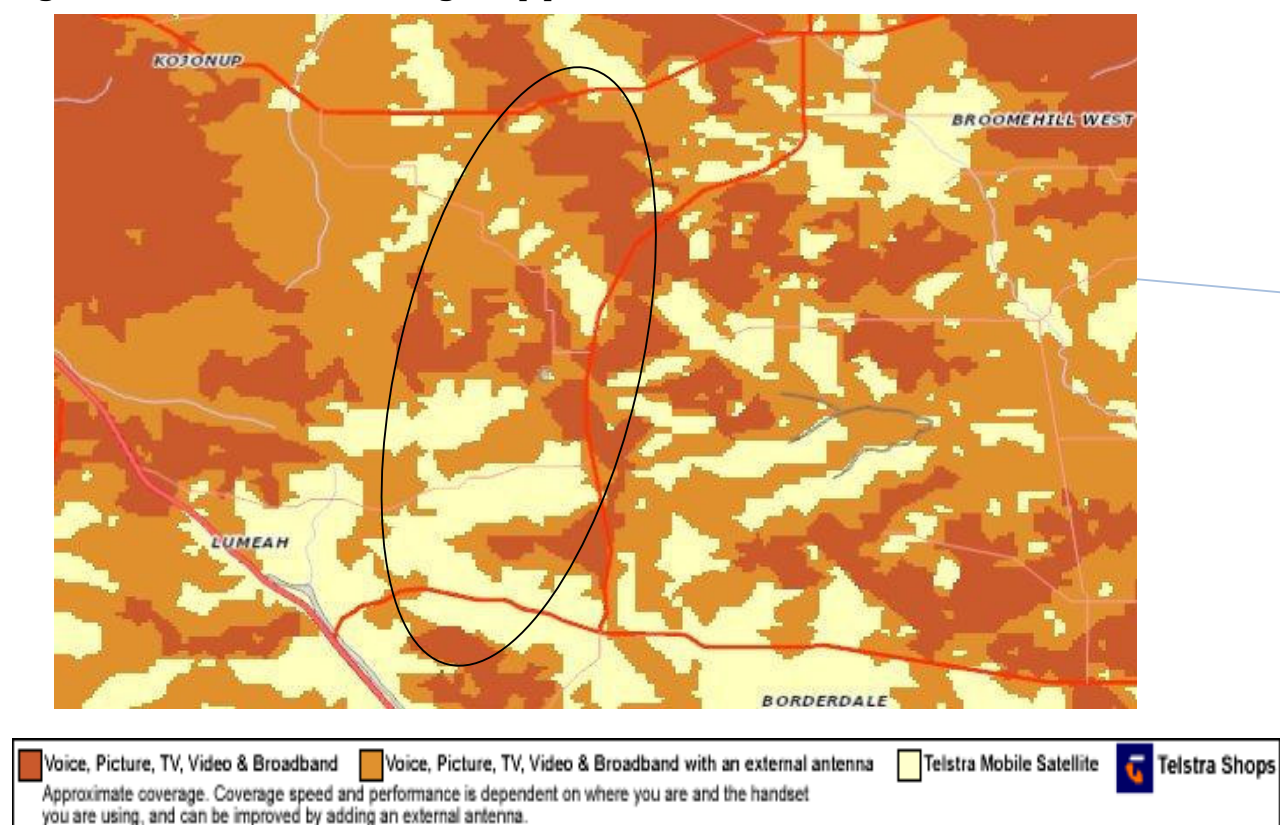 KOJONUP
BROOMEHILL WEST
LUMEAH
BORDERDALE
Voice, Picture, TV, Video & Broadband Voice, Picture, TV, Video & Broadband with an external antenna Telstra Mobile Satellite Telstra Shops
Approximate coverage. Coverage speed and performance is dependent on where you are and the handset
you are using, and can be improved by adding an external antenna.